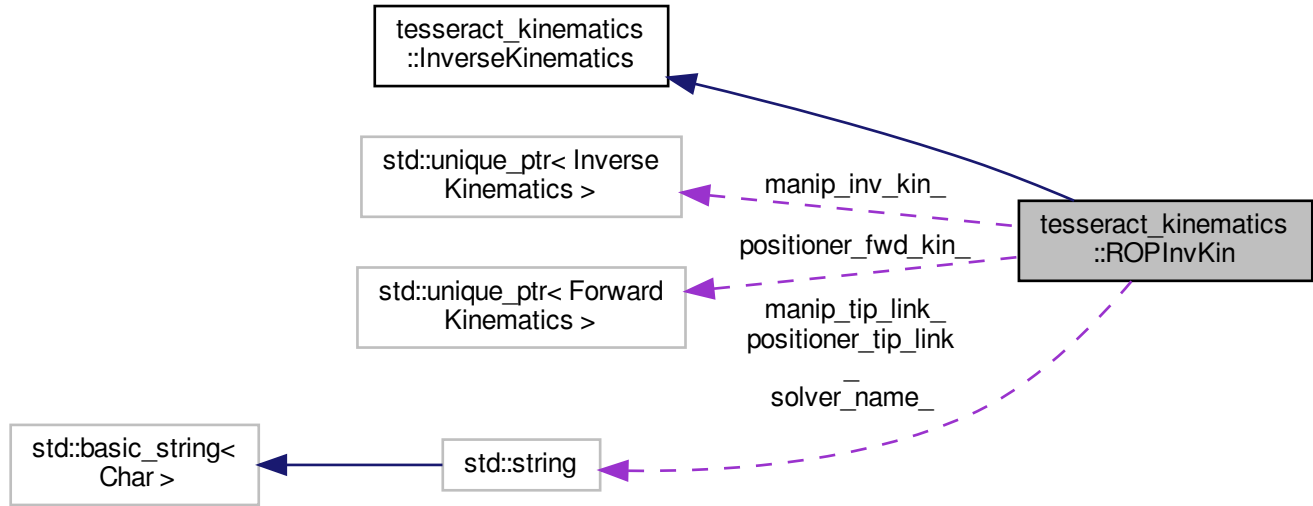 tesseract_kinematics
::InverseKinematics
std::unique_ptr< Inverse
Kinematics >
manip_inv_kin_
tesseract_kinematics
::ROPInvKin
positioner_fwd_kin_
std::unique_ptr< Forward
Kinematics >
manip_tip_link_
positioner_tip_link
_
solver_name_
std::basic_string<
Char >
std::string